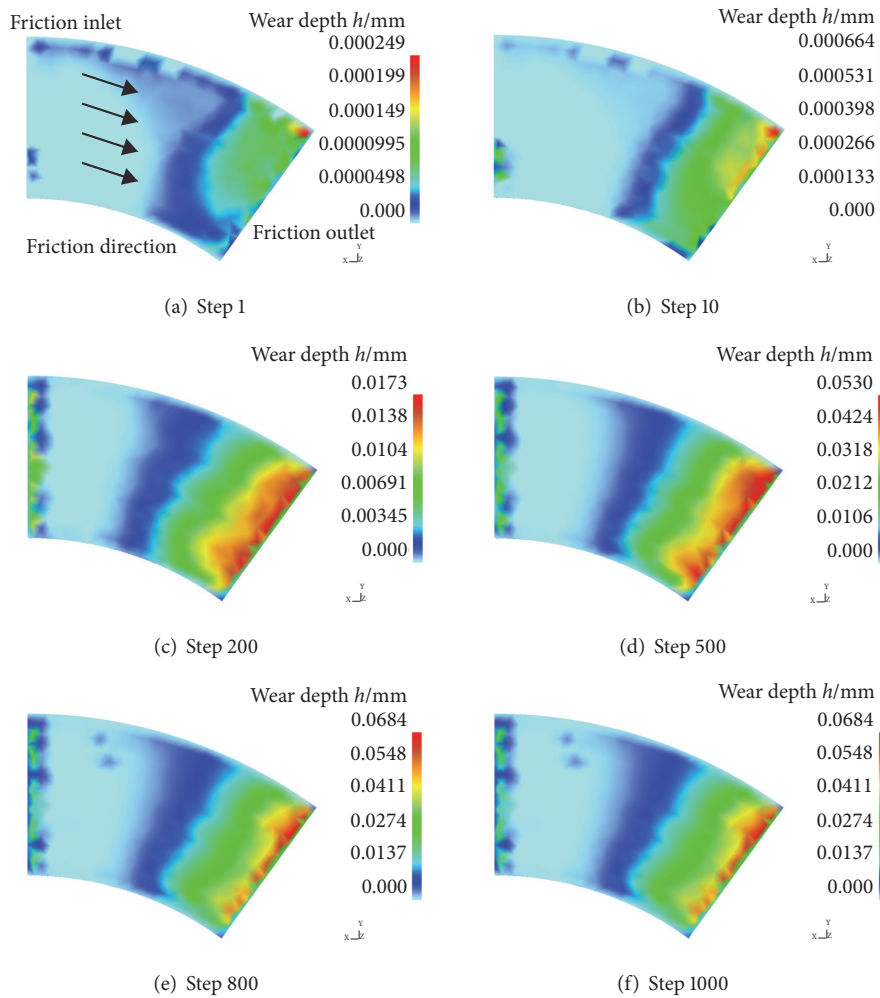 Friction inlet
Wear depth h/mm
0.000249
0.000199
0.000149
0.0000995
0.0000498
0.000
Friction direction
Friction outlet
Y
X Z
(a) Step 1
Wear depth h/mm
0.000664
0.000531
0.000398
0.000266
0.000133
0.000
Y
X Z
(b) Step 10
Wear depth h/mm
0.0173
0.0138
0.0104
0.00691
0.00345
0.000
Y
X Z
(c) Step 200
Wear depth h/mm
0.0530
0.0424
0.0318
0.0212
0.0106
0.000
Y
X Z
(d) Step 500
Wear depth h/mm
0.0684
0.0548
0.0411
0.0274
0.0137
0.000
Y
X Z
(e) Step 800
Wear depth h/mm
0.0684
0.0548
0.0411
0.0274
0.0137
0.000
Y
X Z
(f) Step 1000